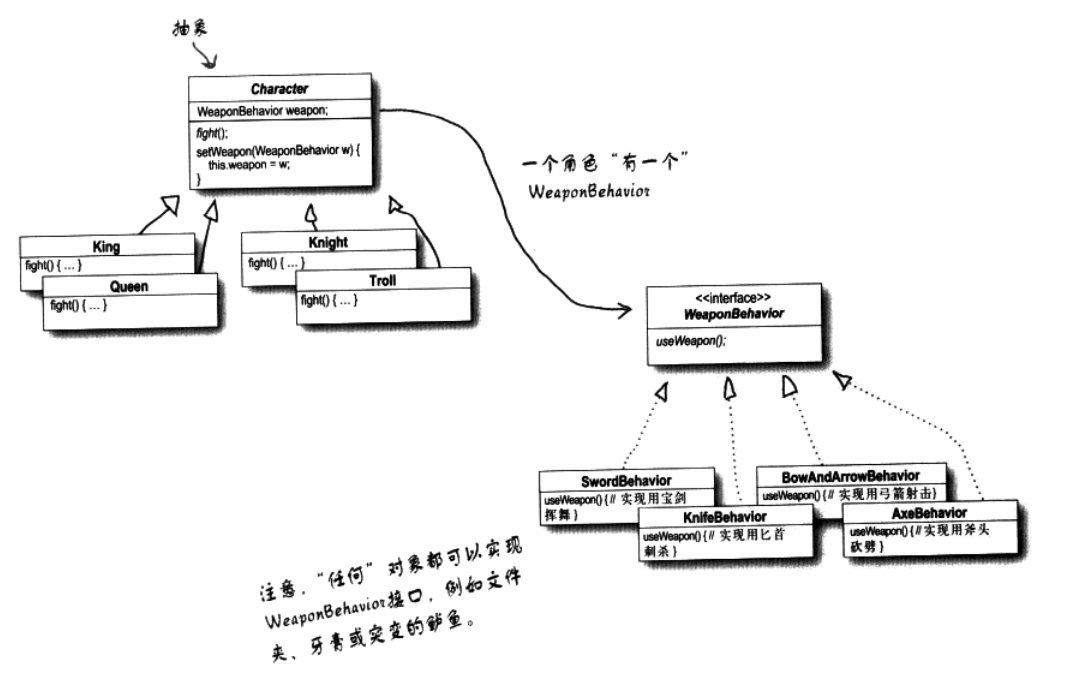 抽象
Character
WeaponBehavior weapon;
fight();
setWeapon(WeaponBehavior w) {
this.weapon = w;
}
King
fight() { ... }
Queen
fight() { ... }
Knight
fight() { ... }
Troll
fight() { ... }
一个角色“有一个”
WeaponBehavior
<<interface>>
WeaponBehavior
useWeapon();
SwordBehavior
useWeapon() {// 实现用宝剑
挥舞 }
KnifeBehavior
useWeapon() {// 实现用匕首
刺杀 }
BowAndArrowBehavior
useWeapon() {// 实现用弓箭射击}
AxeBehavior
useWeapon() {// 实现用斧头
砍劈 }
注意，“任何”对象都可以实现
WeaponBehavior接口，例如文件
夹、牙膏或突变的鲈鱼。